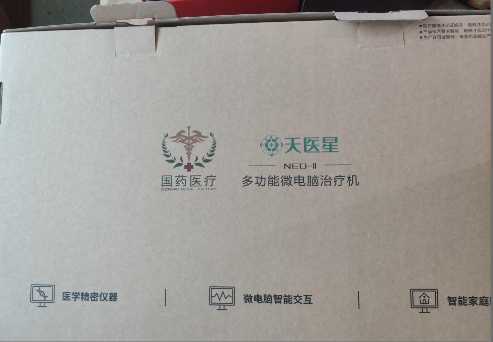 天医星
NEO-II
国药医疗
多功能微电脑治疗机
医学精密仪器
微电脑智能交互
智能家庭